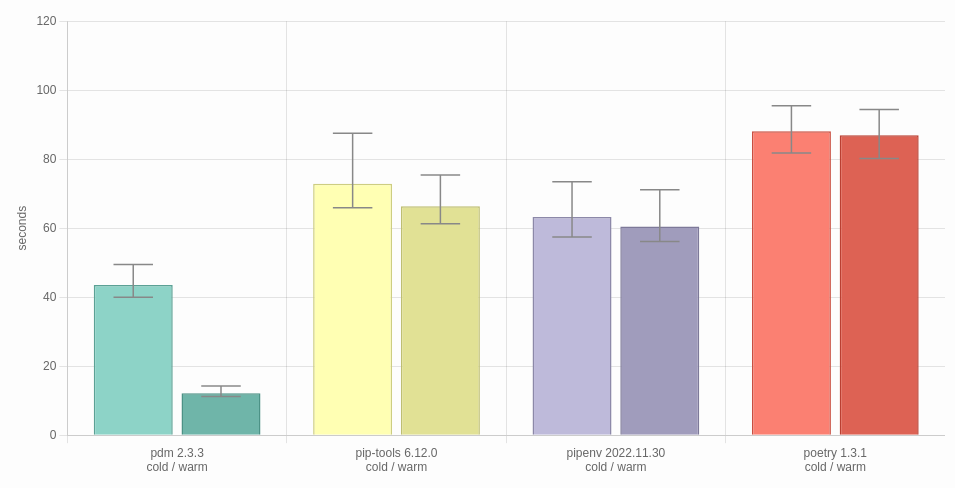 120
100
80
60
40
20
0
seconds
pdm 2.3.3
cold / warm
pip-tools 6.12.0
cold / warm
pipenv 2022.11.30
cold / warm
poetry 1.3.1
cold / warm